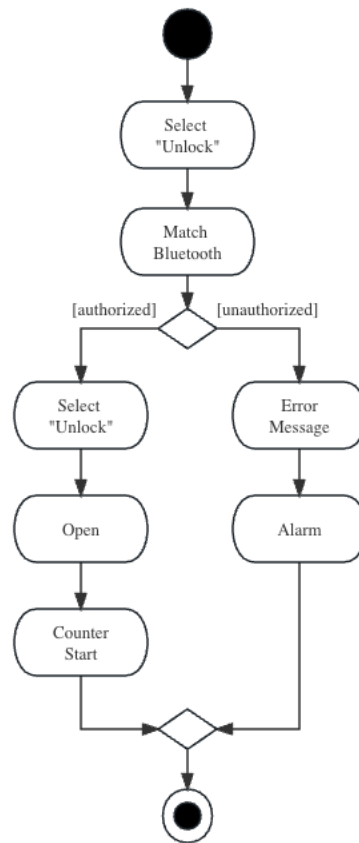 Select
"Unlock"
Match
Bluetooth
[authorized]
[unauthorized]
Select
"Unlock"
Error
Message
Open
Alarm
Counter
Start